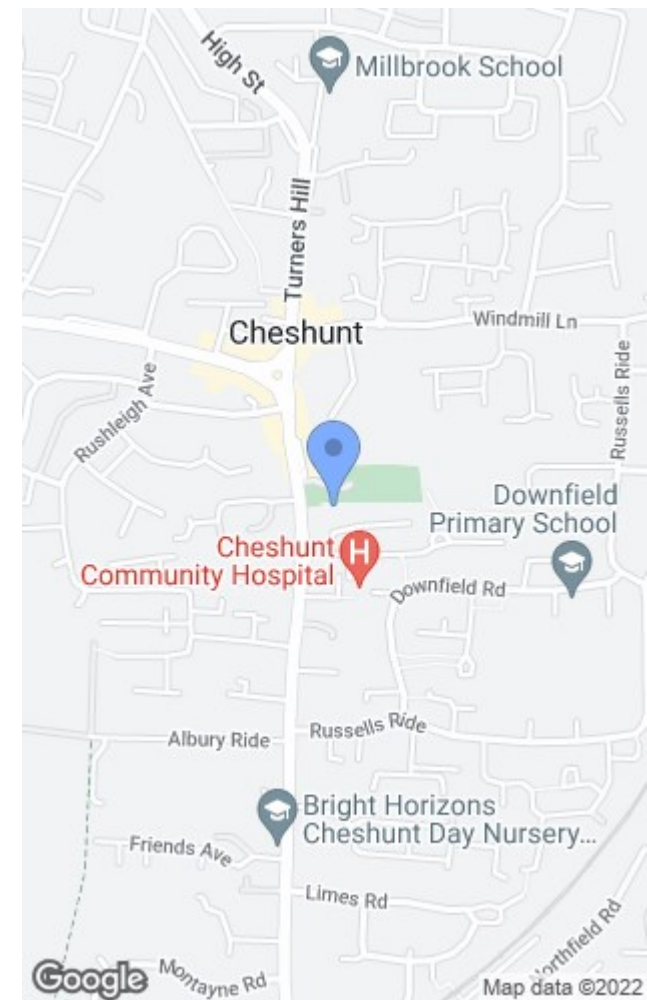 High St
Millbrook School
Turners Hill
Cheshunt
Windmill Ln
Russells Ride
Rushleigh Ave
Downfield
Primary School
Cheshunt
Community Hospital
H
Downfield Rd
Albury Ride
Russells Ride
Bright Horizons
Cheshunt Day Nursery...
Friends Ave
Limes Rd
Northfield Rd
Montayne Rd
Google
Map data ©2022